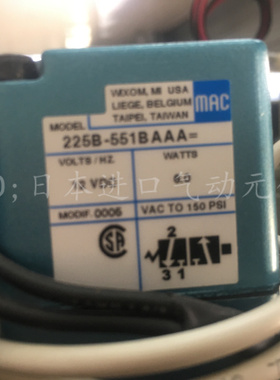 WIXOM, MI USA
LIEGE, BELGIUM
TAIPEI, TAIWAN
MAC
MODEL
225B-551BAAA=
VOLTS / HZ.
WATTS
VDC
MODIF. 0006
VAC TO 150 PSI
日本进口气动元
SA
2
3 1